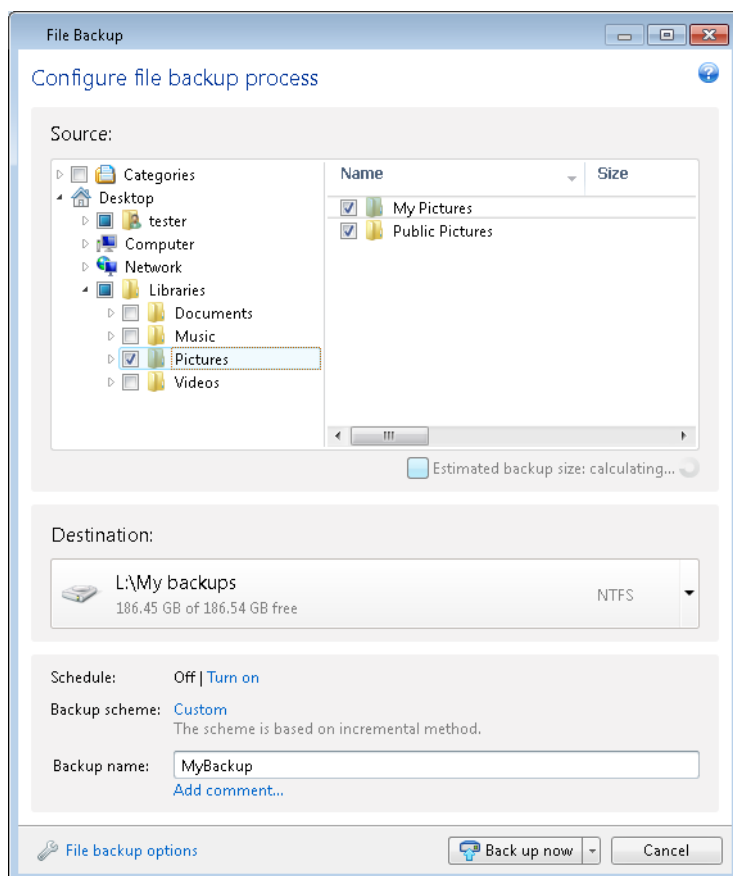 File Backup
Configure file backup process
Source:
Categories
Desktop
tester
Computer
Network
Libraries
Documents
Music
Pictures
Videos
Name Size
My Pictures
Public Pictures
Estimated backup size: calculating...
Destination:
L:\My backups
186.45 GB of 186.54 GB free
NTFS
Schedule: Off | Turn on
Backup scheme: Custom
The scheme is based on incremental method.
Backup name: MyBackup
Add comment...
File backup options
Back up now
Cancel